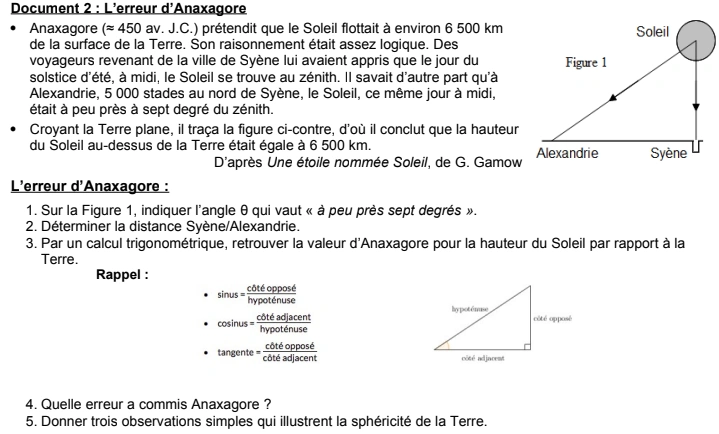 Document 2 : L'erreur d'Anaxagore
• Anaxagore (≈ 450 av. J.C.) prétendit que le Soleil flottait à environ 6 500 km
de la surface de la Terre. Son raisonnement était assez logique. Des
voyageurs revenant de la ville de Syène lui avaient appris que le jour du
solstice d'été, à midi, le Soleil se trouve au zénith. Il savait d'autre part qu'à
Alexandrie, 5 000 stades au nord de Syène, le Soleil, ce même jour à midi,
était à peu près à sept degré du zénith.
• Croyant la Terre plane, il traça la figure ci-contre, d'où il conclut que la hauteur
du Soleil au-dessus de la Terre était égale à 6 500 km.
D'après Une étoile nommée Soleil, de G. Gamow
Soleil
Figure 1
Alexandrie
Syène
L'erreur d'Anaxagore :
1. Sur la Figure 1, indiquer l'angle θ qui vaut « à peu près sept degrés ».
2. Déterminer la distance Syène/Alexandrie.
3. Par un calcul trigonométrique, retrouver la valeur d'Anaxagore pour la hauteur du Soleil par rapport à la
Terre.
Rappel :
• sinus = côté opposé / hypoténuse
• cosinus = côté adjacent / hypoténuse
• tangente = côté opposé / côté adjacent
hypoténuse
côté opposé
côté adjacent
4. Quelle erreur a commis Anaxagore ?
5. Donner trois observations simples qui illustrent la sphéricité de la Terre.